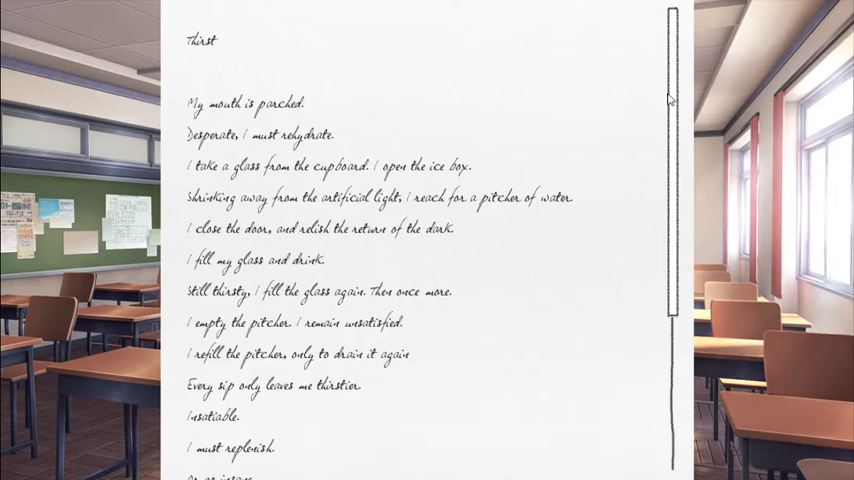 Thirst
My mouth is parched.
Desperate, I must rehydrate.
I take a glass from the cupboard. I open the ice box.
Shrinking away from the artificial light, I reach for a pitcher of water.
I close the door, and relish the return of the dark.
I fill my glass and drink.
Still thirsty, I fill the glass again. Then once more.
I empty the pitcher. I remain unsatisfied.
I refill the pitcher, only to drain it again
Every sip only leaves me thirstier.
Insatiable.
I must replenish.
Or go insane.